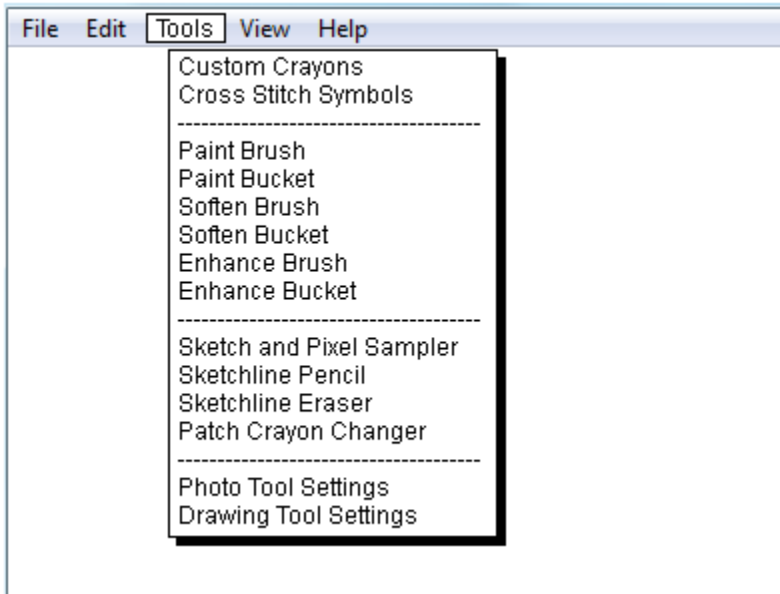 File Edit Tools View Help
Custom Crayons
Cross Stitch Symbols
--------------------------------------
Paint Brush
Paint Bucket
Soften Brush
Soften Bucket
Enhance Brush
Enhance Bucket
--------------------------------------
Sketch and Pixel Sampler
Sketchline Pencil
Sketchline Eraser
Patch Crayon Changer
--------------------------------------
Photo Tool Settings
Drawing Tool Settings